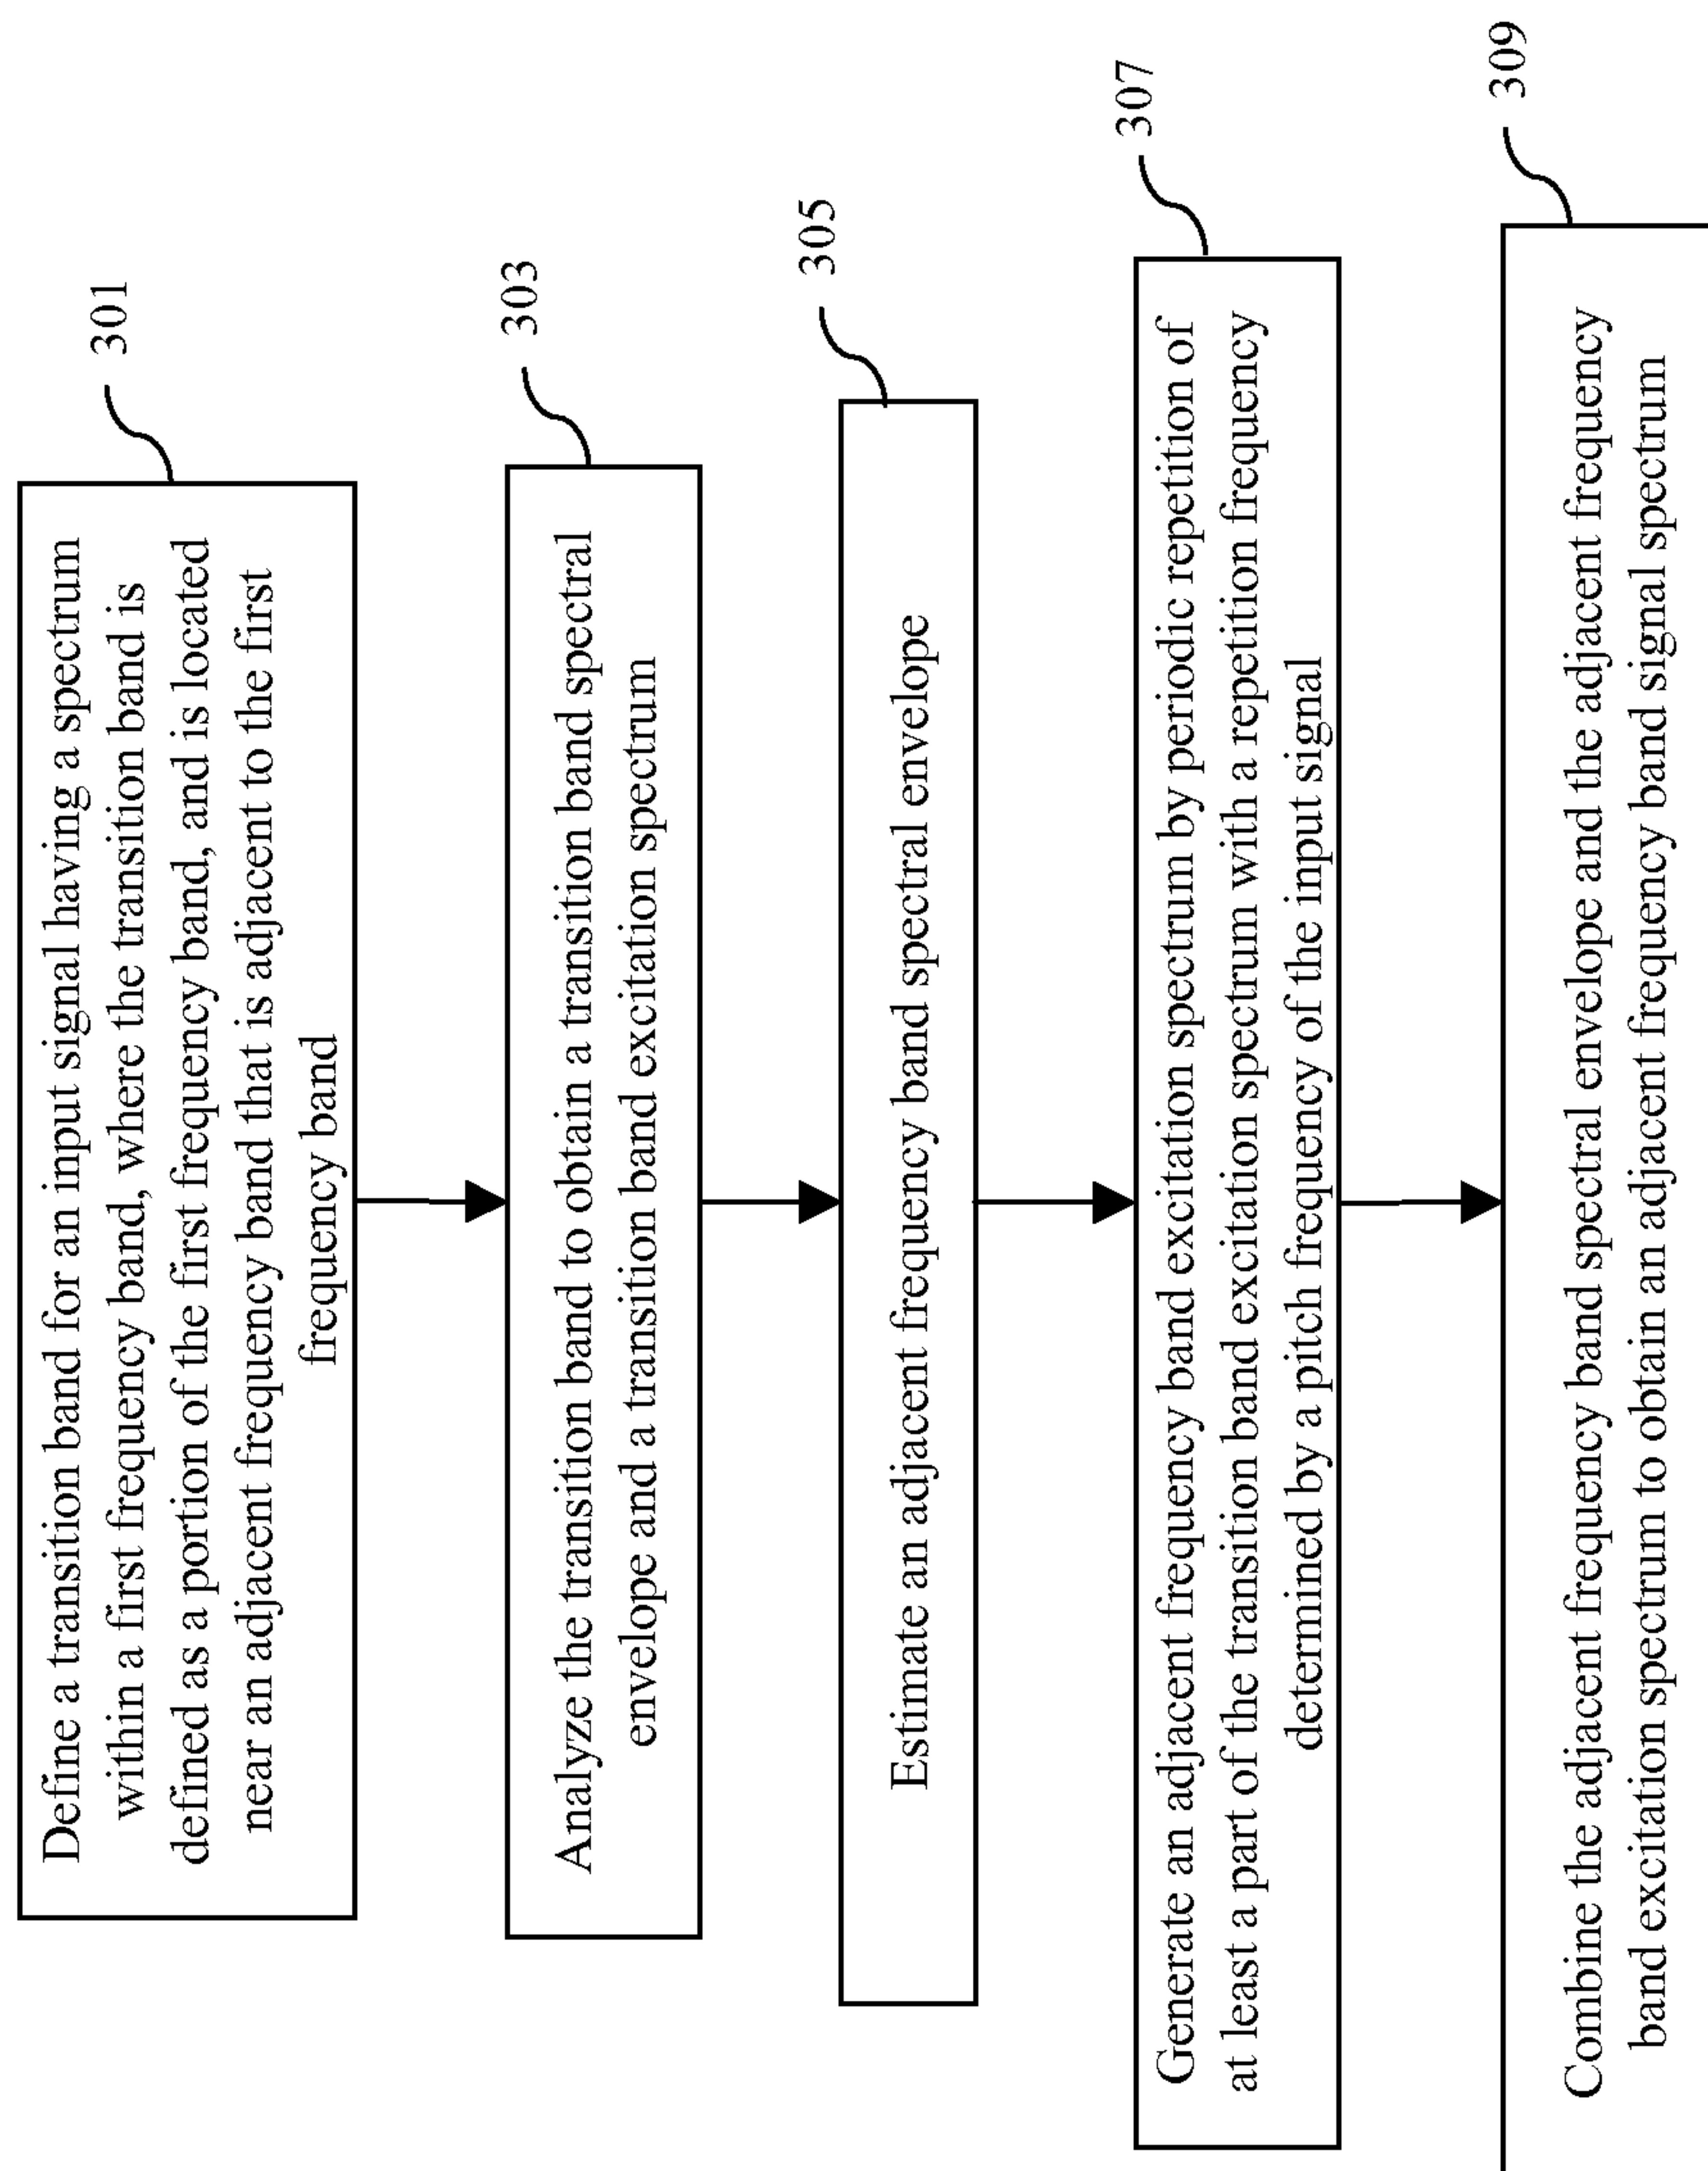 301
Define a transition band for an input signal having a spectrum
within a first frequency band, where the transition band is
defined as a portion of the first frequency band, and is located
near an adjacent frequency band that is adjacent to the first
frequency band
303
Analyze the transition band to obtain a transition band spectral
envelope and a transition band excitation spectrum
305
Estimate an adjacent frequency band spectral envelope
307
Generate an adjacent frequency band excitation spectrum by periodic repetition of
at least a part of the transition band excitation spectrum with a repetition frequency
determined by a pitch frequency of the input signal
309
Combine the adjacent frequency band spectral envelope and the adjacent frequency
band excitation spectrum to obtain an adjacent frequency band signal spectrum